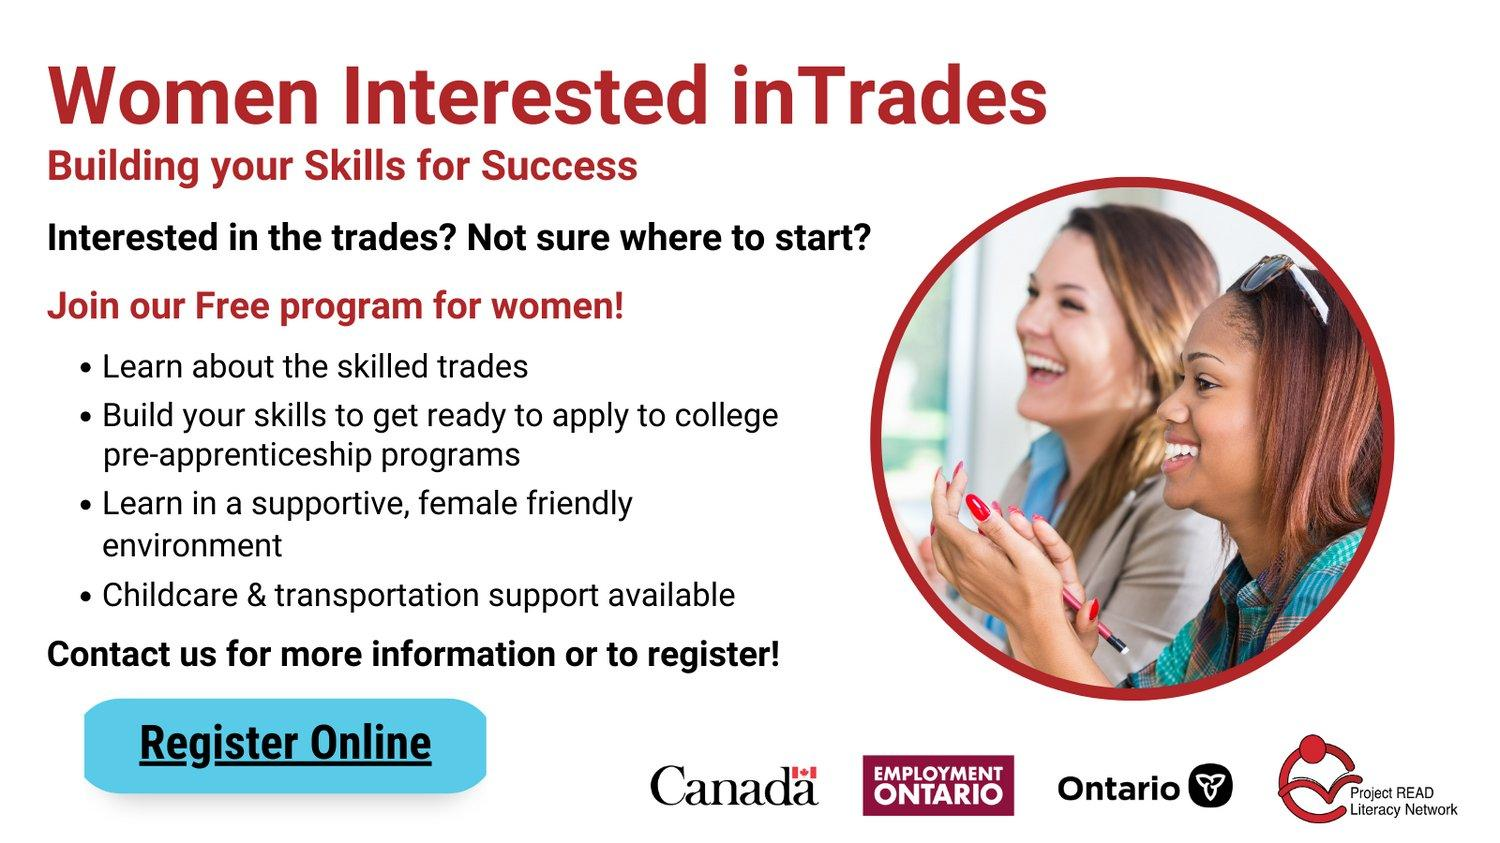 Women Interested inTrades
Building your Skills for Success
Interested in the trades? Not sure where to start?
Join our Free program for women!
• Learn about the skilled trades
• Build your skills to get ready to apply to college
pre-apprenticeship programs
• Learn in a supportive, female friendly
environment
• Childcare & transportation support available
Contact us for more information or to register!
Register Online
Canada
EMPLOYMENT
ONTARIO
Ontario
Project READ
Literacy Network